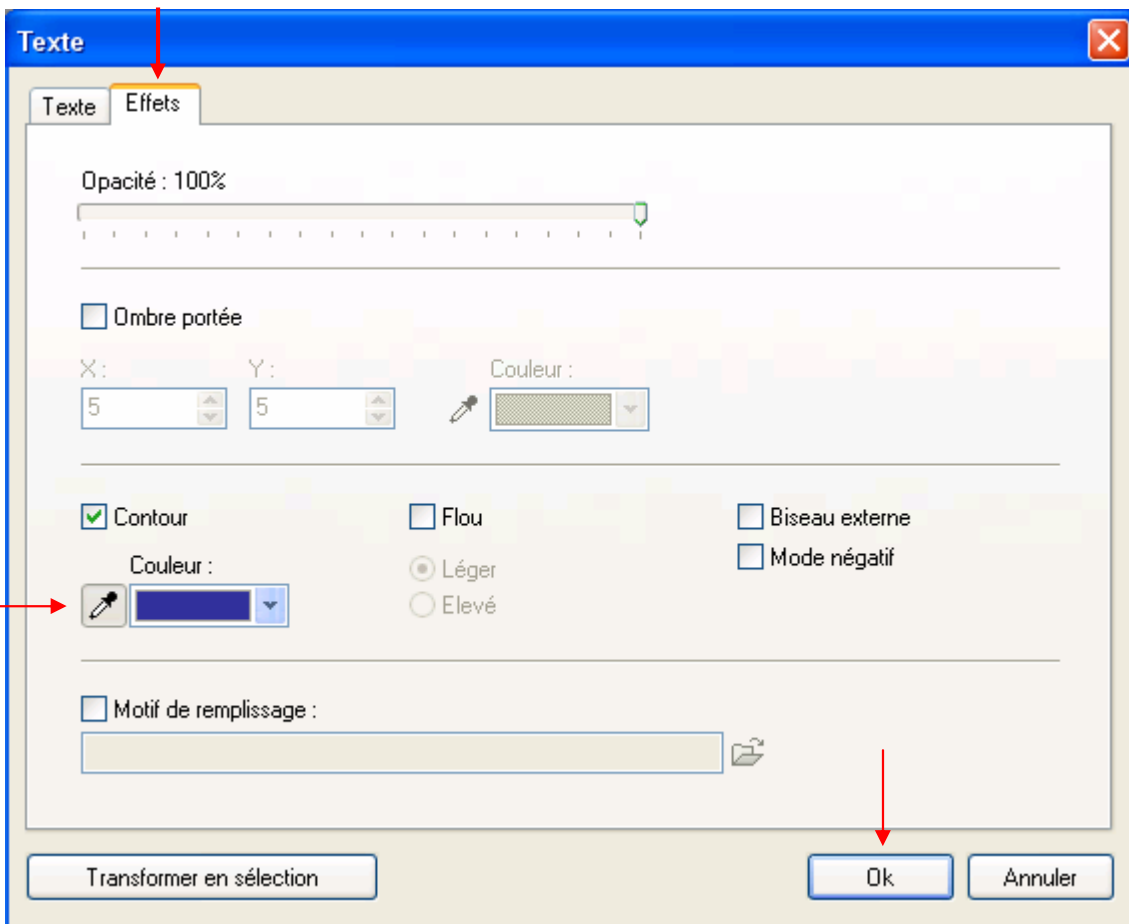 Texte
Texte Effets
Opacité : 100%
Ombre portée
X : Y : Couleur :
5 5
Contour Flou Biseau externe
Couleur : Léger Mode négatif
Elevé
Motif de remplissage :
Transformer en sélection Ok Annuler